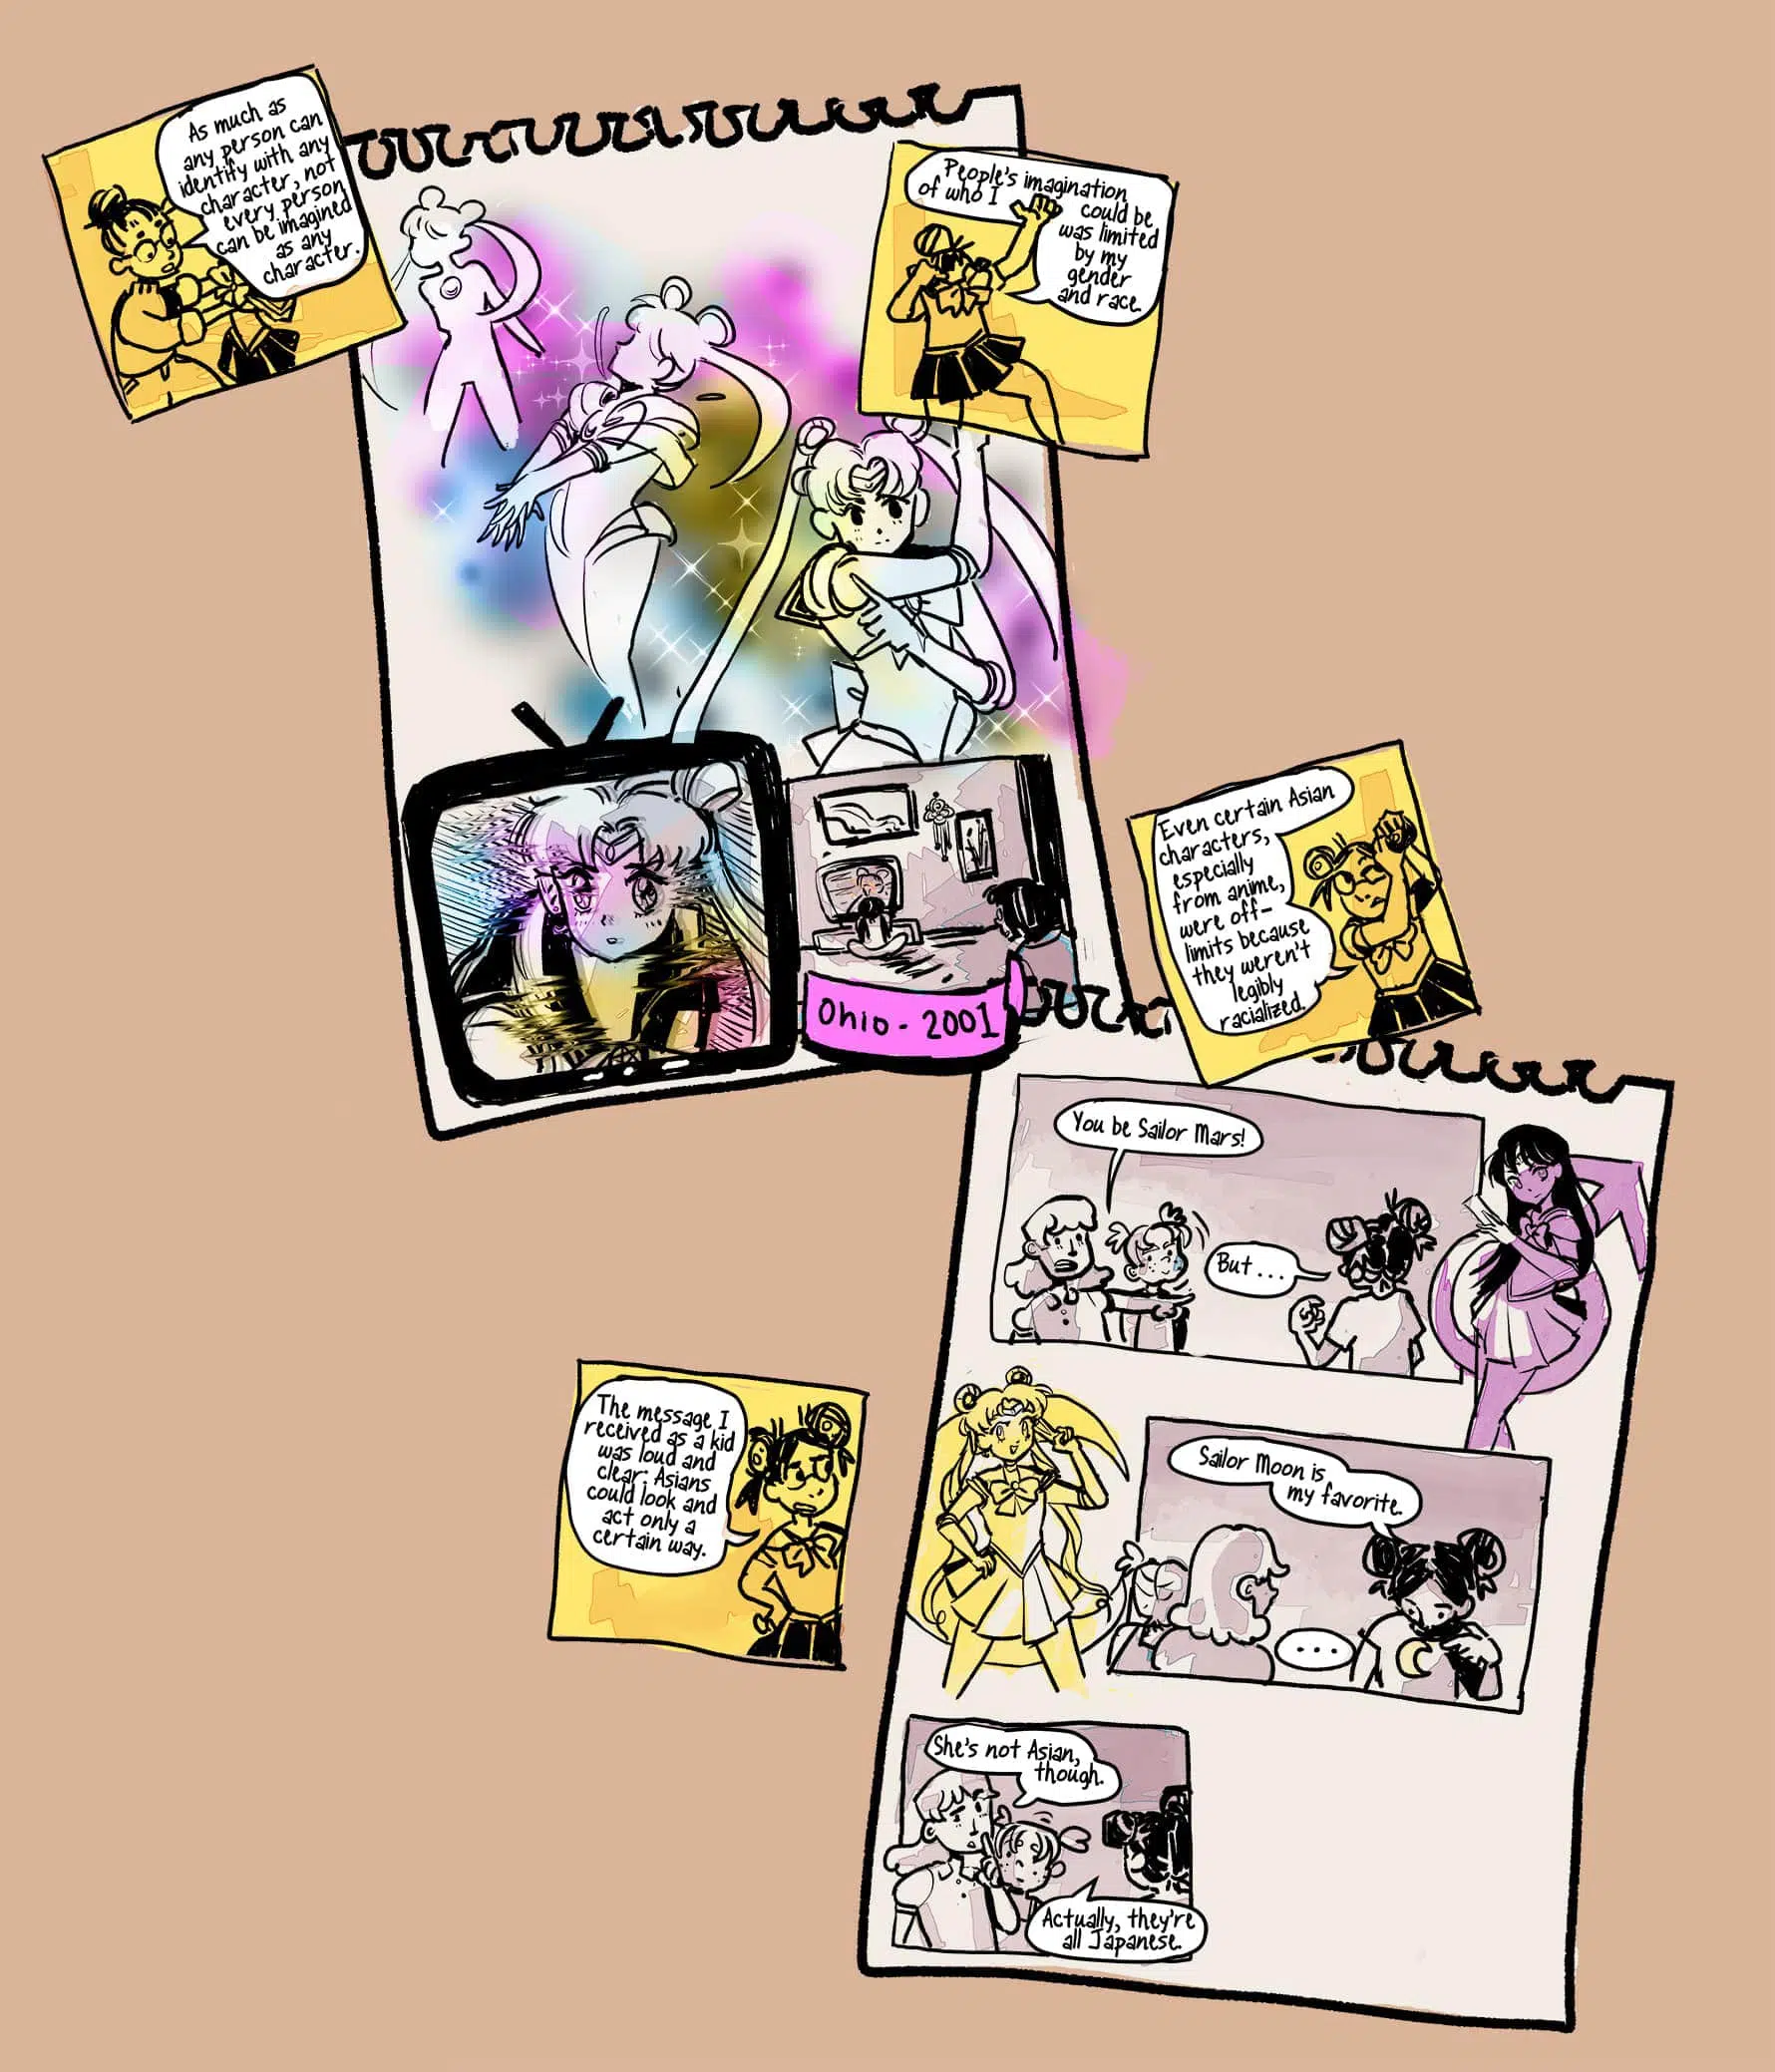 As much as
any person can
identify with any
character, not
every person
can be imagined
as any
character.
People's imagination
of who I could be
was limited
by my
gender
and race.
Ohio - 2001
Even certain Asian
characters,
especially
from anime,
were off-
limits because
they weren't
legibly
racialized.
You be Sailor Mars!
But...
The message I
received as a kid
was loud and
clear: Asians
could look and
act only a
certain way.
Sailor Moon is
my favorite.
...
She's not Asian,
though.
Actually, they're
all Japanese.